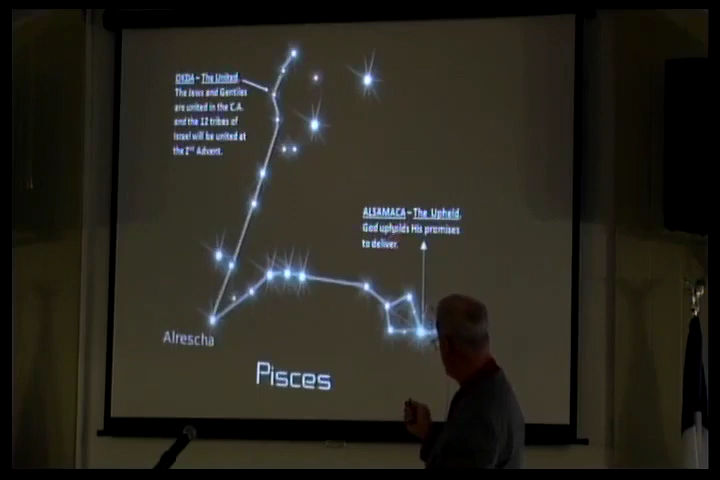 OKDA – The United.
The Jews and Gentiles
are united in the C.A.
and the 12 tribes of
Israel will be united at
the 2nd Advent.
ALSAMACA – The Upheld.
God upholds His promises
to deliver.
Alrescha
Pisces